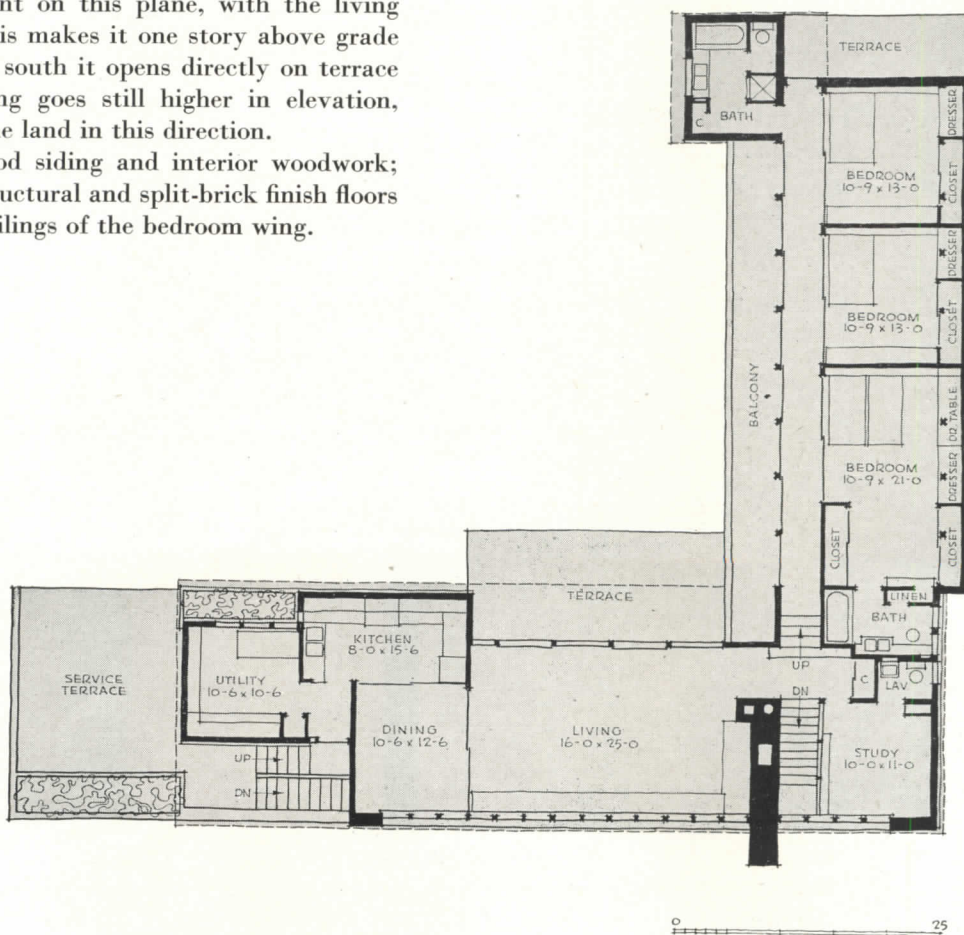 nt on this plane, with the living
is makes it one story above grade
south it opens directly on terrace
ng goes still higher in elevation,
e land in this direction.
od siding and interior woodwork;
uctural and split-brick finish floors
ilings of the bedroom wing.
TERRACE
BATH
C
BEDROOM
10-9 x 13-0
DRESSER
CLOSET
BEDROOM
10-9 x 13-0
DRESSER
CLOSET
BALCONY
BEDROOM
10-9 x 21-0
DR. TABLE
DRESSER
CLOSET
CLOSET
LINEN
BATH
TERRACE
KITCHEN
8-0 x 15-6
SERVICE
TERRACE
UTILITY
10-6 x 10-6
UP
DN
C
LAV.
DINING
10-6 x 12-6
LIVING
16-0 x 25-0
STUDY
10-0 x 11-0
UP
DN
0 25